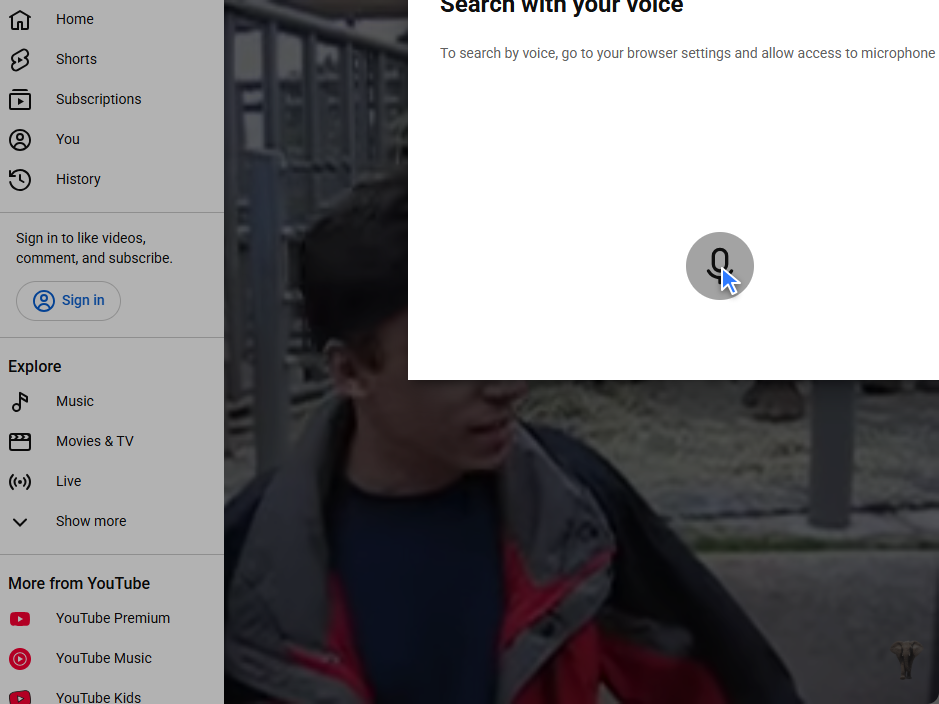 Home
Shorts
Subscriptions
You
History
Sign in to like videos,
comment, and subscribe.
Sign in
Explore
Music
Movies & TV
Live
Show more
More from YouTube
YouTube Premium
YouTube Music
YouTube Kids
Search with your voice
To search by voice, go to your browser settings and allow access to microphone